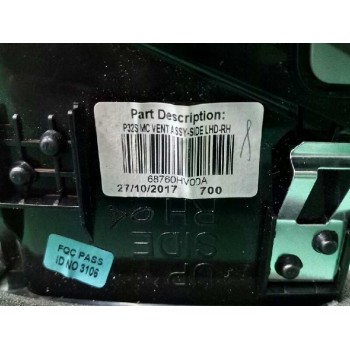 Part Description:
P32S MC VENT ASSY-SIDE LHD-RH
68760HV00A
27/10/2017 700
FQC PASS
ID NO 3106
RH
SIDE
UP